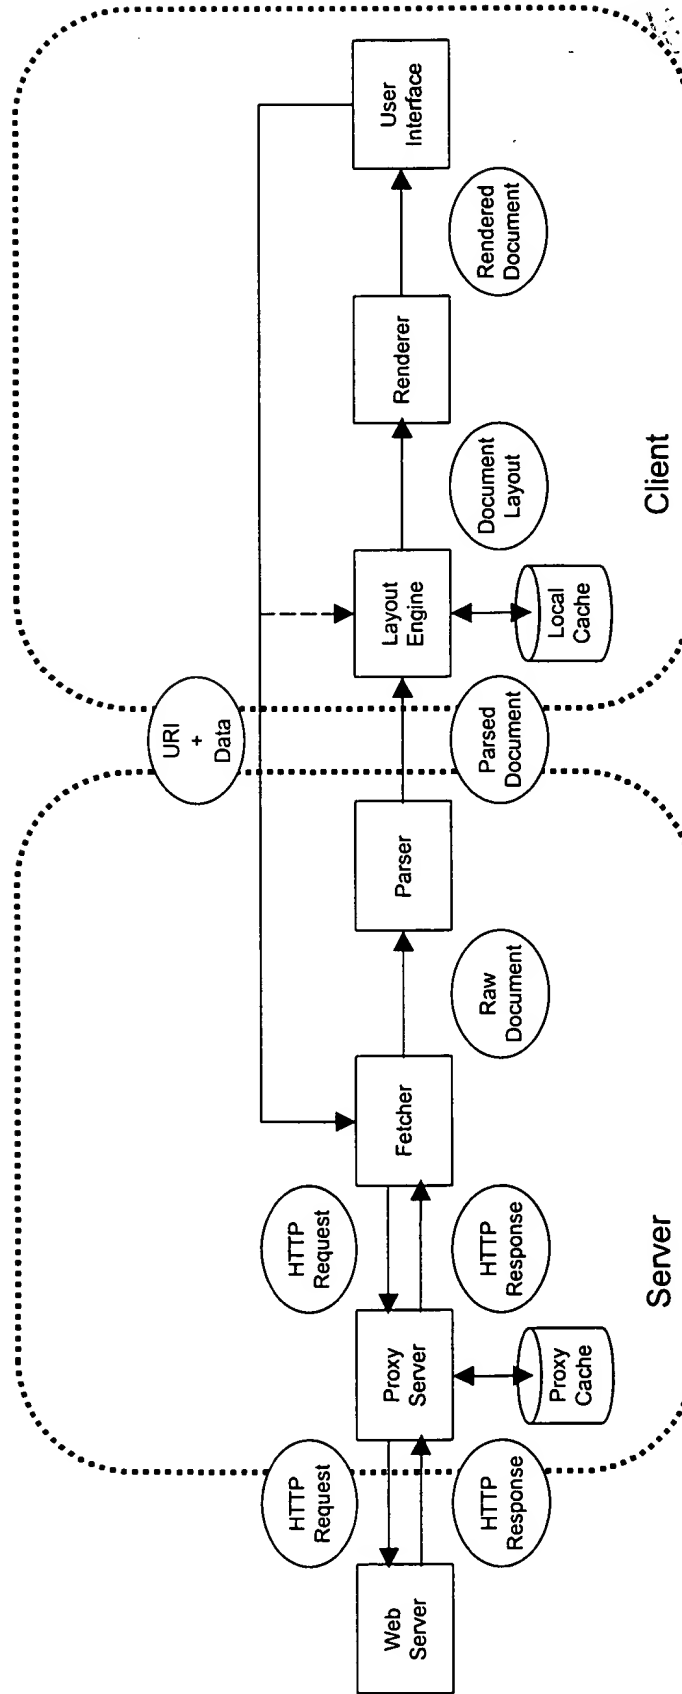 Web
Server
HTTP
Request
HTTP
Response
Proxy
Server
Proxy
Cache
HTTP
Request
HTTP
Response
Fetcher
Raw
Document
Parser
URI
+
Data
Parsed
Document
Layout
Engine
Local
Cache
Document
Layout
Renderer
Rendered
Document
User
Interface
Server
Client